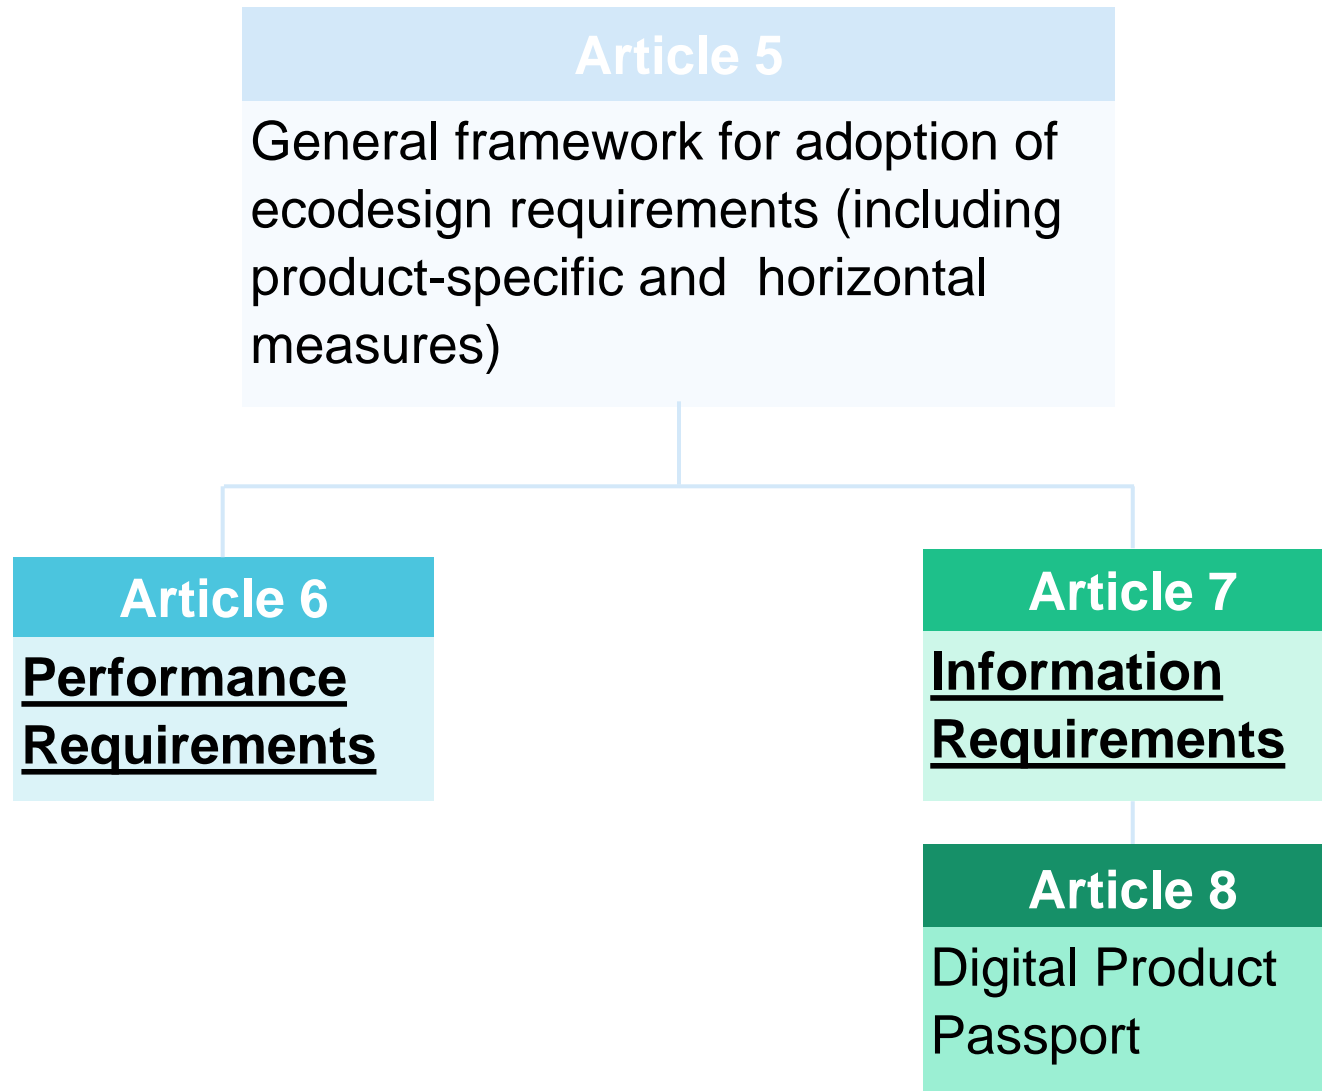 Article 5
General framework for adoption of
ecodesign requirements (including
product-specific and  horizontal
measures)
Article 6
Performance
Requirements
Article 7
Information
Requirements
Article 8
Digital Product
Passport